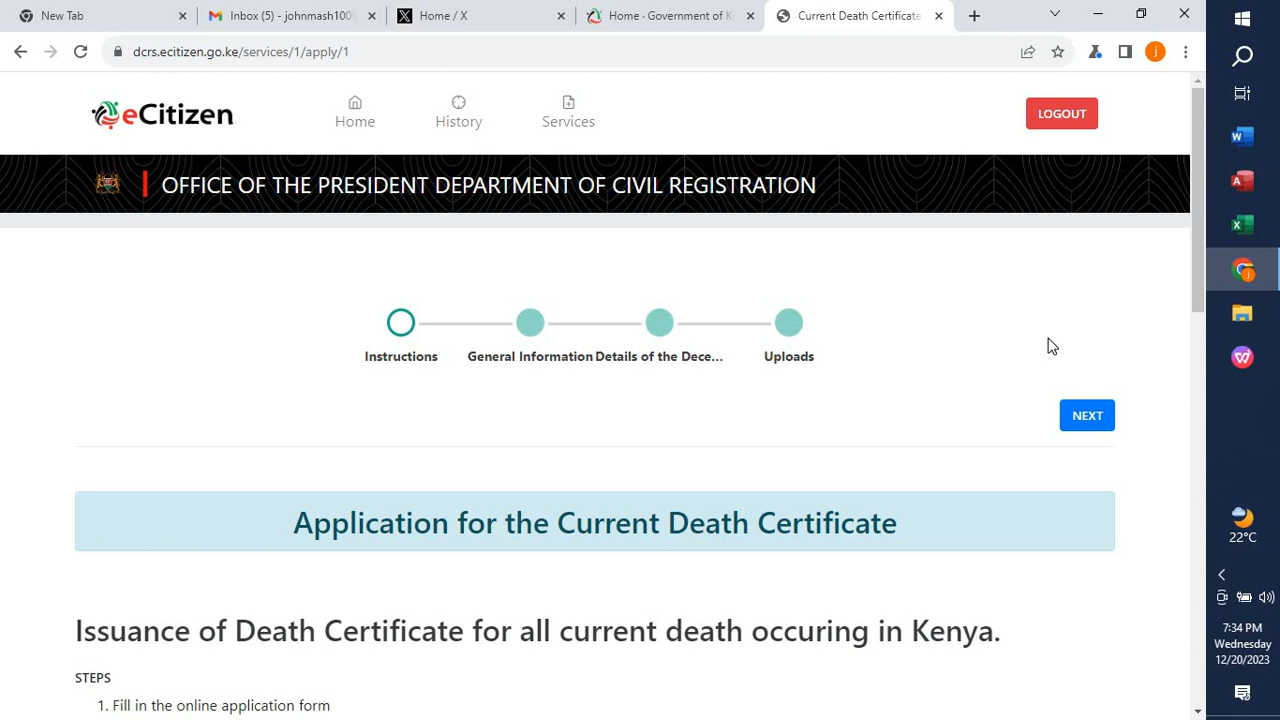 New Tab
Inbox (5) - johnmash100
Home / X
Home · Government of K
Current Death Certificate
dcrs.ecitizen.go.ke/services/1/apply/1
j
eCitizen
Home
History
Services
LOGOUT
OFFICE OF THE PRESIDENT DEPARTMENT OF CIVIL REGISTRATION
Instructions
General Information
Details of the Dece...
Uploads
NEXT
Application for the Current Death Certificate
Issuance of Death Certificate for all current death occuring in Kenya.
STEPS
1. Fill in the online application form
22°C
7:34 PM
Wednesday
12/20/2023